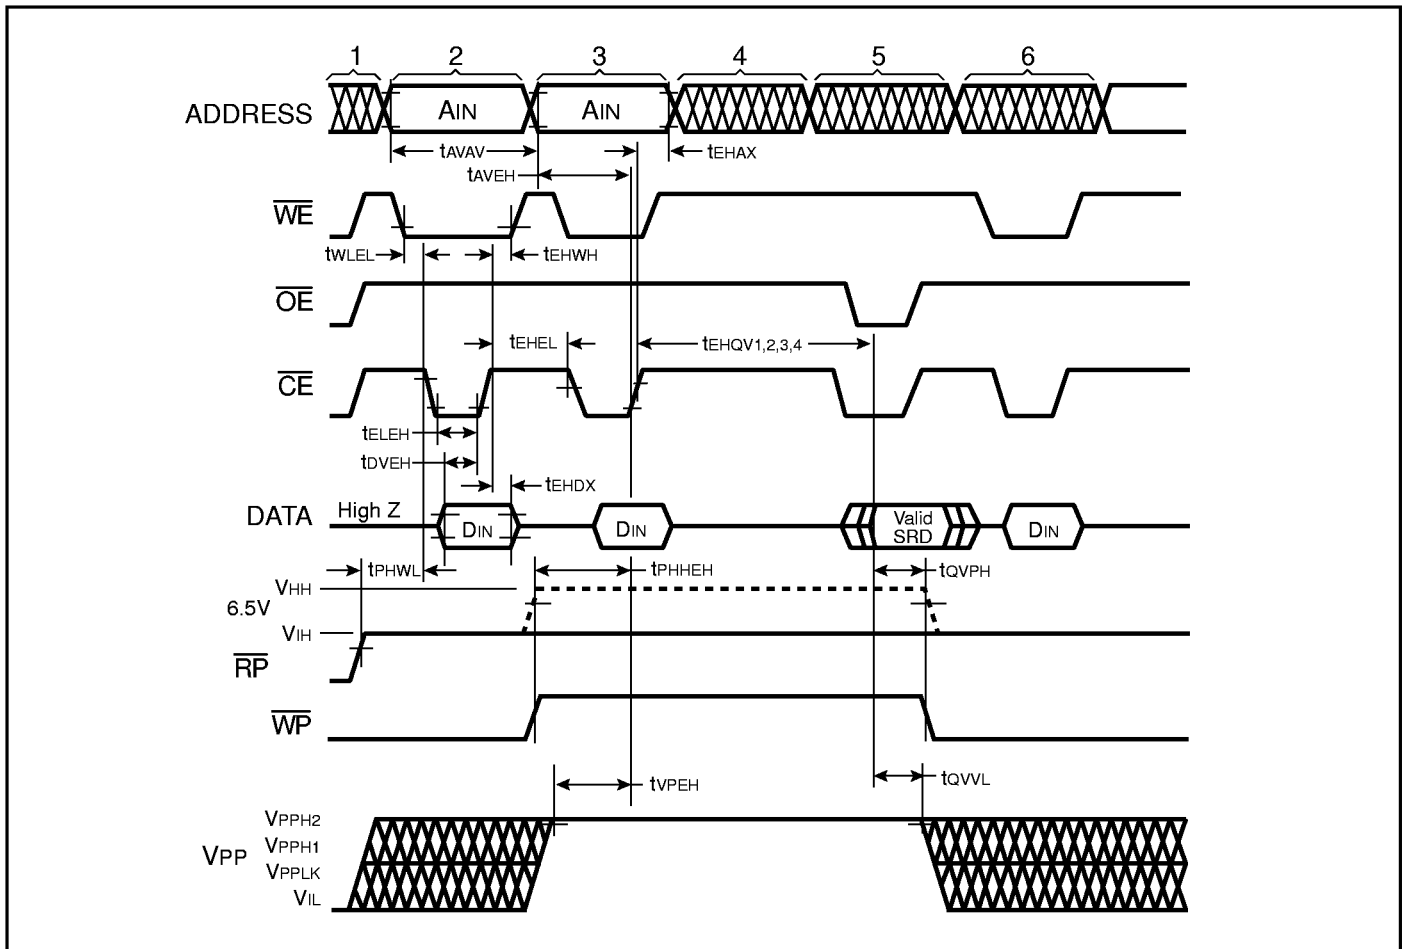 1 2 3 4 5 6
ADDRESS AIN AIN
tAVAV tEHAX
tAVEH
WE
tWLEL tEHWH
OE
tEHEL tEHQV1,2,3,4
CE
tELEH
tDVEH
tEHDX
DATA High Z DIN DIN Valid SRD DIN
tPHWL tPHHEH tQVPH
VHH
6.5V
VIH
RP
WP
tVPEH tQVVL
VPPH2
VPPH1
VPP
VPPLK
VIL